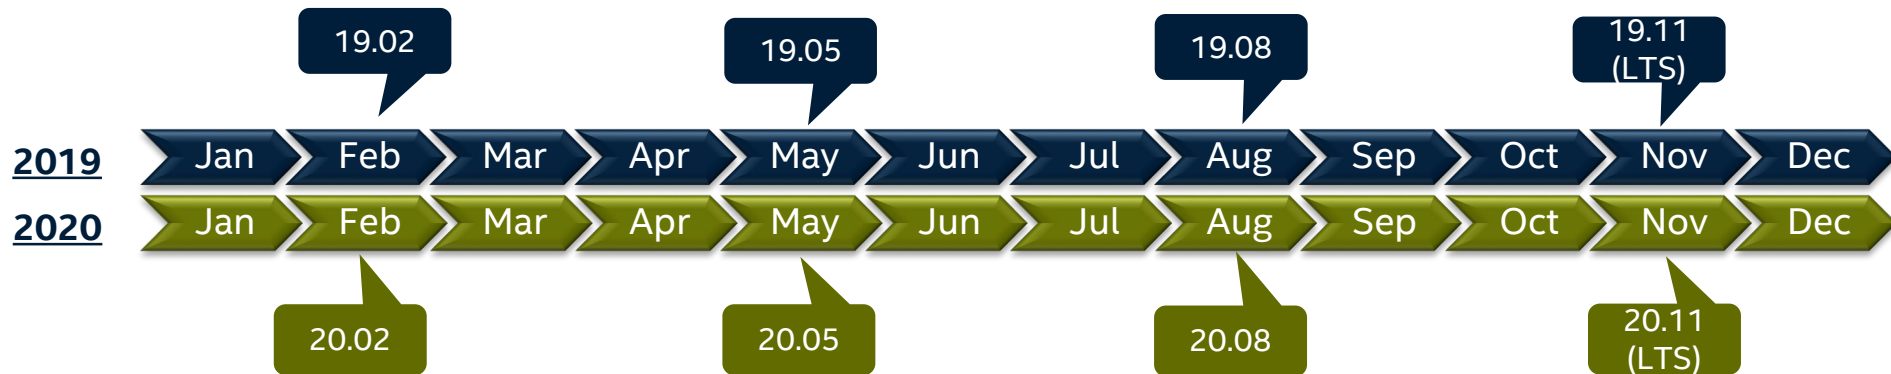 19.02
19.05
19.08
19.11
(LTS)
2019 Jan Feb Mar Apr May Jun Jul Aug Sep Oct Nov Dec
2020 Jan Feb Mar Apr May Jun Jul Aug Sep Oct Nov Dec
20.02
20.05
20.08
20.11
(LTS)